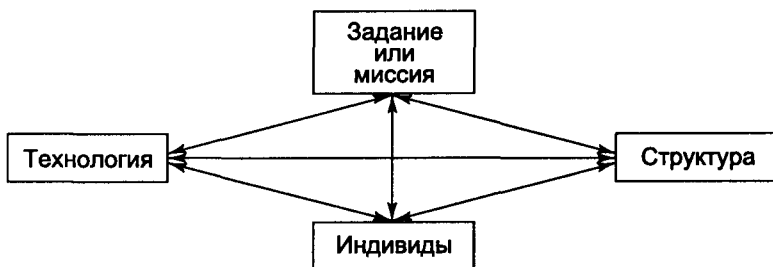 Задание
или
миссия
Технология
Структура
Индивиды